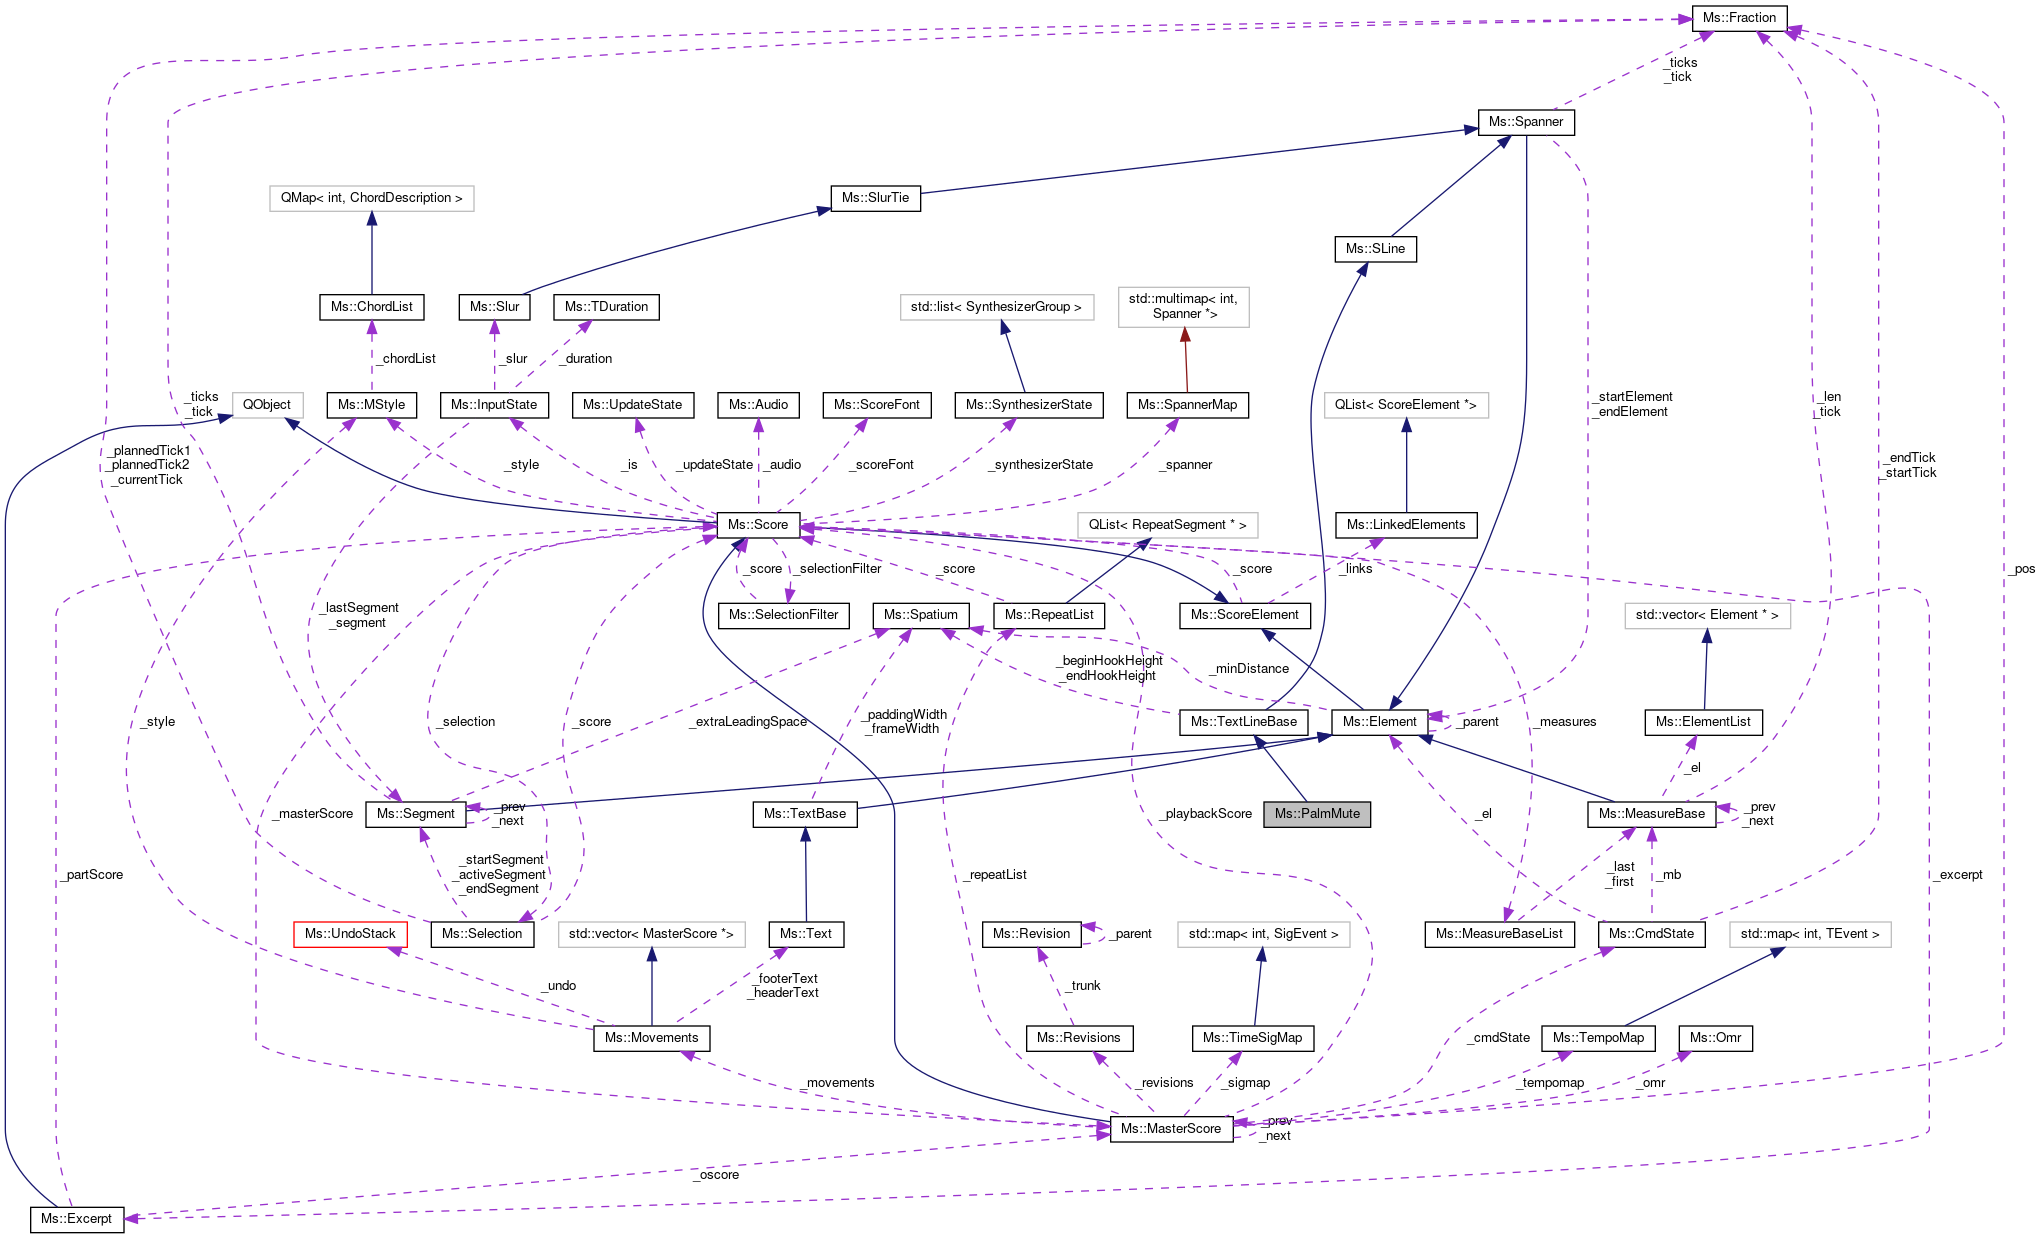 Ms::Fraction
_ticks
_tick
Ms::Spanner
QMap< int, ChordDescription >
Ms::SlurTie
Ms::SLine
Ms::ChordList
Ms::Slur
Ms::TDuration
std::list< SynthesizerGroup >
std::multimap< int,
Spanner *>
_chordList
_slur
_duration
_ticks
_tick
QObject
Ms::MStyle
Ms::InputState
Ms::UpdateState
Ms::Audio
Ms::ScoreFont
Ms::SynthesizerState
Ms::SpannerMap
QList< ScoreElement *>
_startElement
_endElement
_len
_tick
_plannedTick1
_plannedTick2
_currentTick
_style
_is
_updateState
_audio
_scoreFont
_synthesizerState
_spanner
_endTick
_startTick
Ms::Score
QList< RepeatSegment * >
Ms::LinkedElements
_score
_selectionFilter
_score
_score
_links
_pos
_lastSegment
_segment
Ms::SelectionFilter
Ms::Spatium
Ms::RepeatList
Ms::ScoreElement
std::vector< Element * >
_beginHookHeight
_endHookHeight
_minDistance
_style
_selection
_score
_extraLeadingSpace
_paddingWidth
_frameWidth
Ms::TextLineBase
Ms::Element
_parent
_measures
Ms::ElementList
_el
_masterScore
Ms::Segment
_prev
_next
Ms::TextBase
_playbackScore
Ms::PalmMute
_el
Ms::MeasureBase
_prev
_next
_partScore
_startSegment
_activeSegment
_endSegment
_repeatList
_last
_first
_mb
_excerpt
Ms::UndoStack
Ms::Selection
std::vector< MasterScore *>
Ms::Text
Ms::Revision
_parent
std::map< int, SigEvent >
Ms::MeasureBaseList
Ms::CmdState
std::map< int, TEvent >
_undo
_footerText
_headerText
_trunk
Ms::Movements
Ms::Revisions
Ms::TimeSigMap
_cmdState
Ms::TempoMap
Ms::Omr
_movements
_revisions
_sigmap
_tempomap
_omr
Ms::MasterScore
_prev
_next
_oscore
Ms::Excerpt